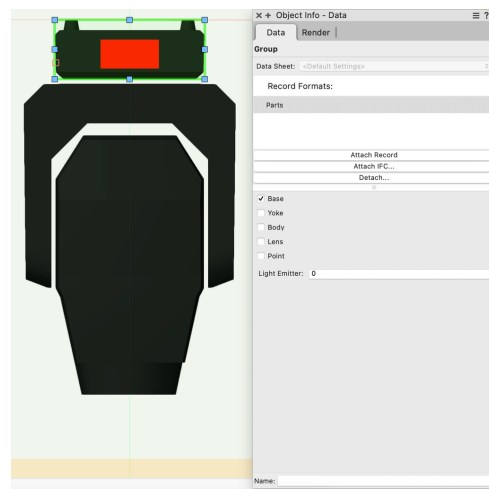 Object Info - Data
?
Data
Render
Group
Data Sheet: <Default Settings>
Record Formats:
Parts
Attach Record
Attach IFC...
Detach...
Base
Yoke
Body
Lens
Point
Light Emitter: 0
Name: